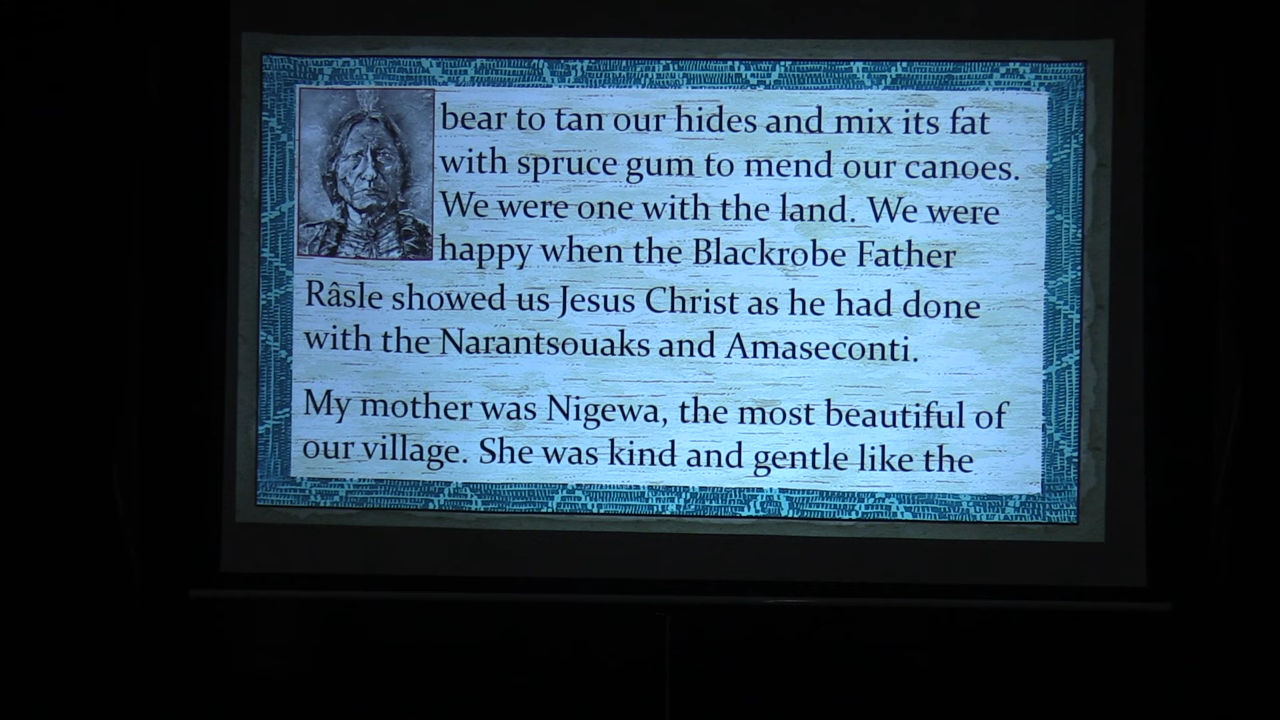 bear to tan our hides and mix its fat
with spruce gum to mend our canoes.
We were one with the land. We were
happy when the Blackrobe Father
Râsle showed us Jesus Christ as he had done
with the Narantsouaks and Amaseconti.
My mother was Nigewa, the most beautiful of
our village. She was kind and gentle like the